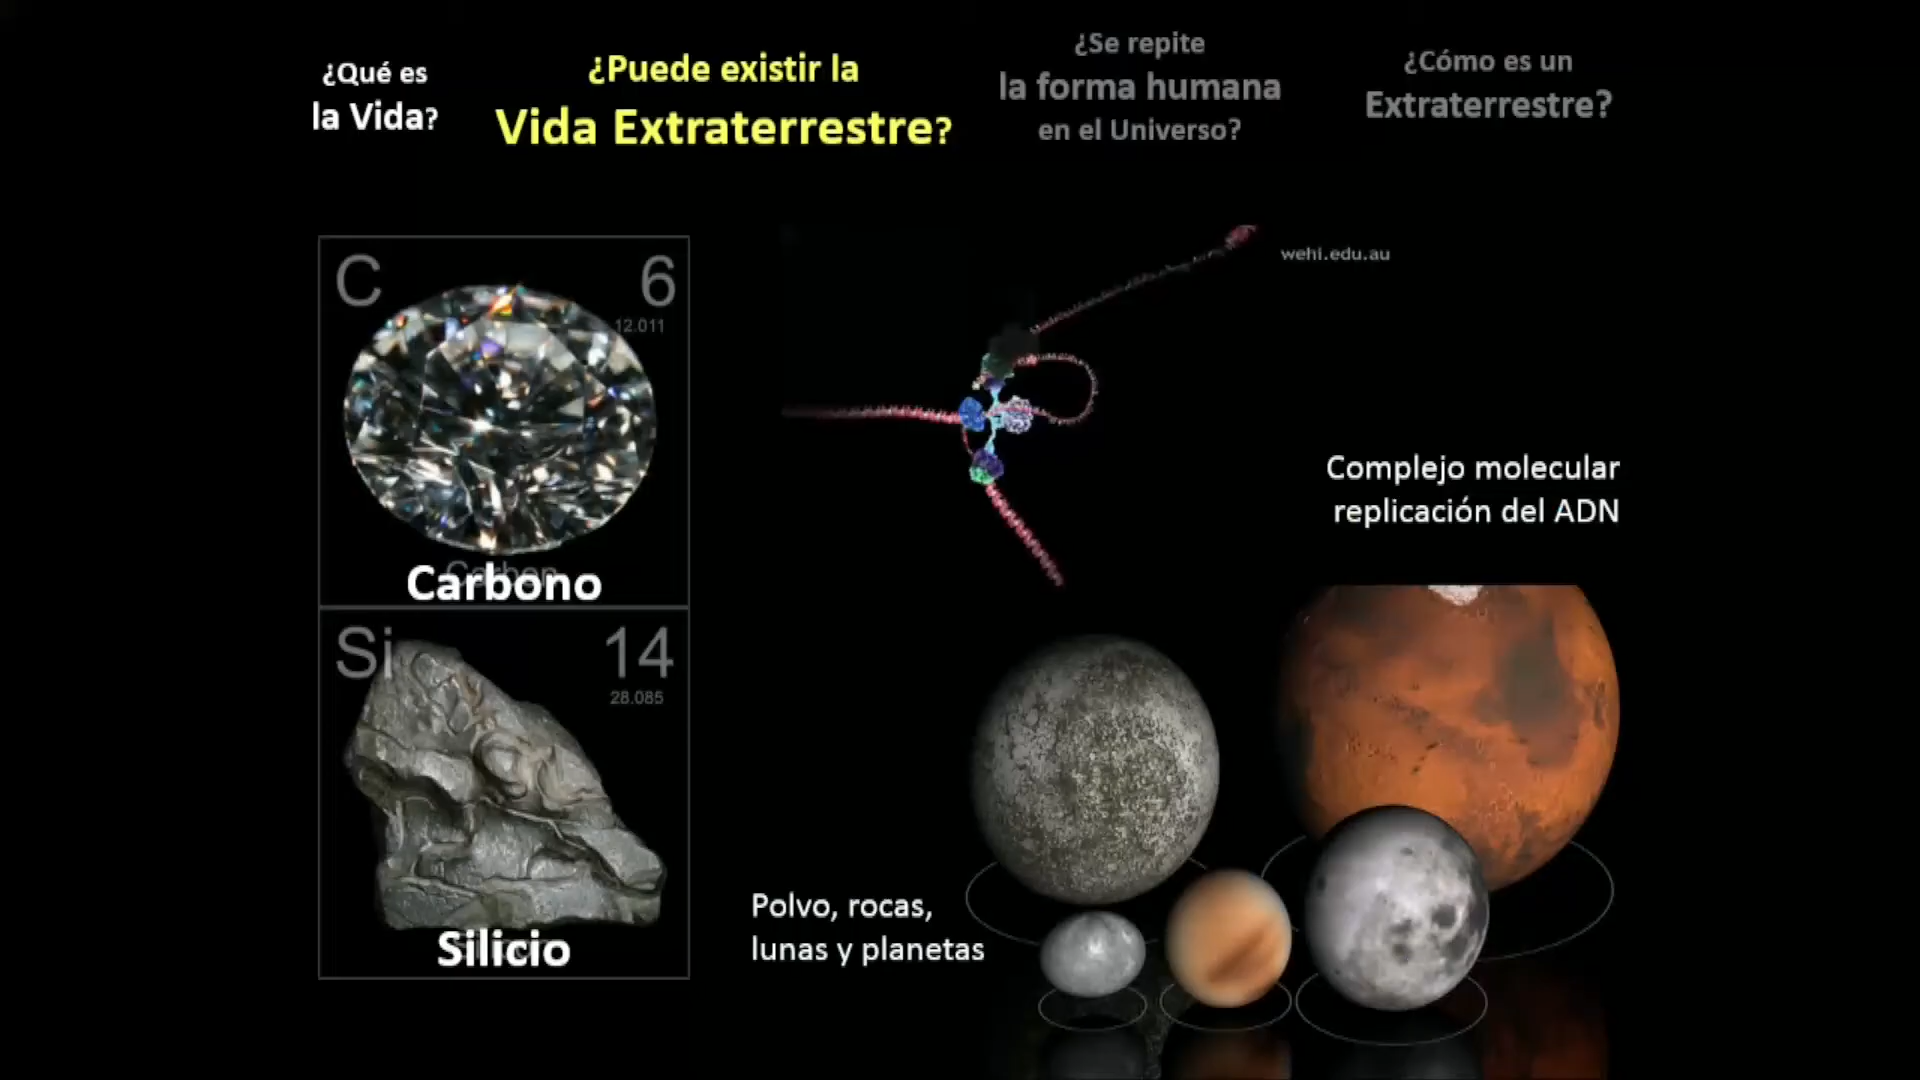 ¿Qué es
la Vida?
¿Puede existir la
Vida Extraterrestre?
¿Se repite
la forma humana
en el Universo?
¿Cómo es un
Extraterrestre?
C 6
12.011
Carbon
Carbono
Si 14
28.085
Silicio
wehi.edu.au
Complejo molecular
replicación del ADN
Polvo, rocas,
lunas y planetas